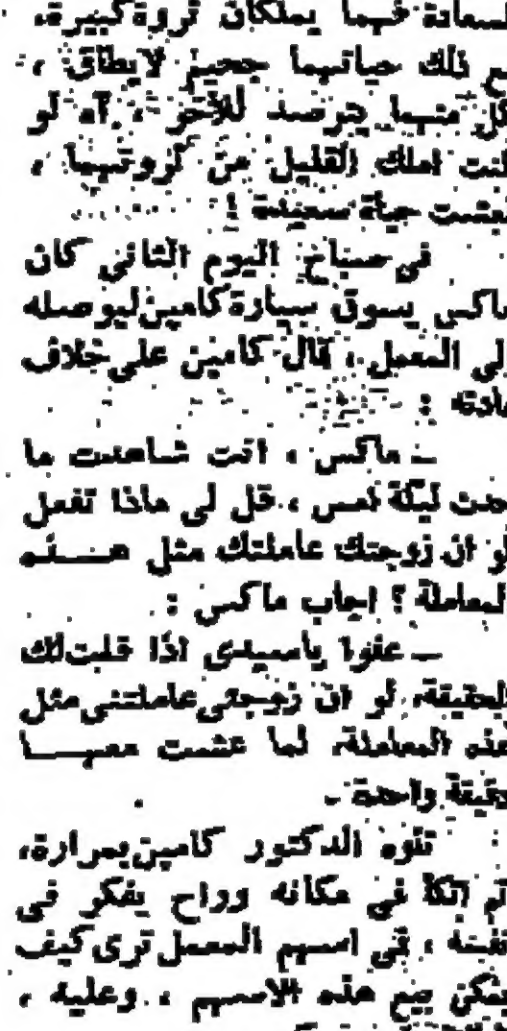 السعادة فهما يملكان ثروة كبيرة،
مع ذلك حياتهما جحيم لايطاق ،
كل منهما يترصد للآخر ، آه لو
كنت املك القليل من ثروتهما ،
لعشت حياة سعيدة !
في صباح اليوم الثاني كان
ماكس يسوق سيارة كامين ليوصله
الى المعمل ، قال كامين على خلاف
عادته :
ـ ماكس ، انت شاهدت ما
حدث ليلة امس ، قل لي ماذا تفعل
لو ان زوجتك عاملتك مثل هــذه
المعاملة ؟ اجاب ماكس :
ـ عفوا ياسيدي اذا قلت لك
الحقيقة، لو ان زوجتي عاملتني مثل
هذه المعاملة، لما عشت معهــا
دقيقة واحدة ـ
تأوه الدكتور كامين بمرارة،
ثم اتكأ في مكانه وراح يفكر في
، في اسهم المعمل ترى كيف
يمكن بيع هذه الاسهم ، وعليه ،